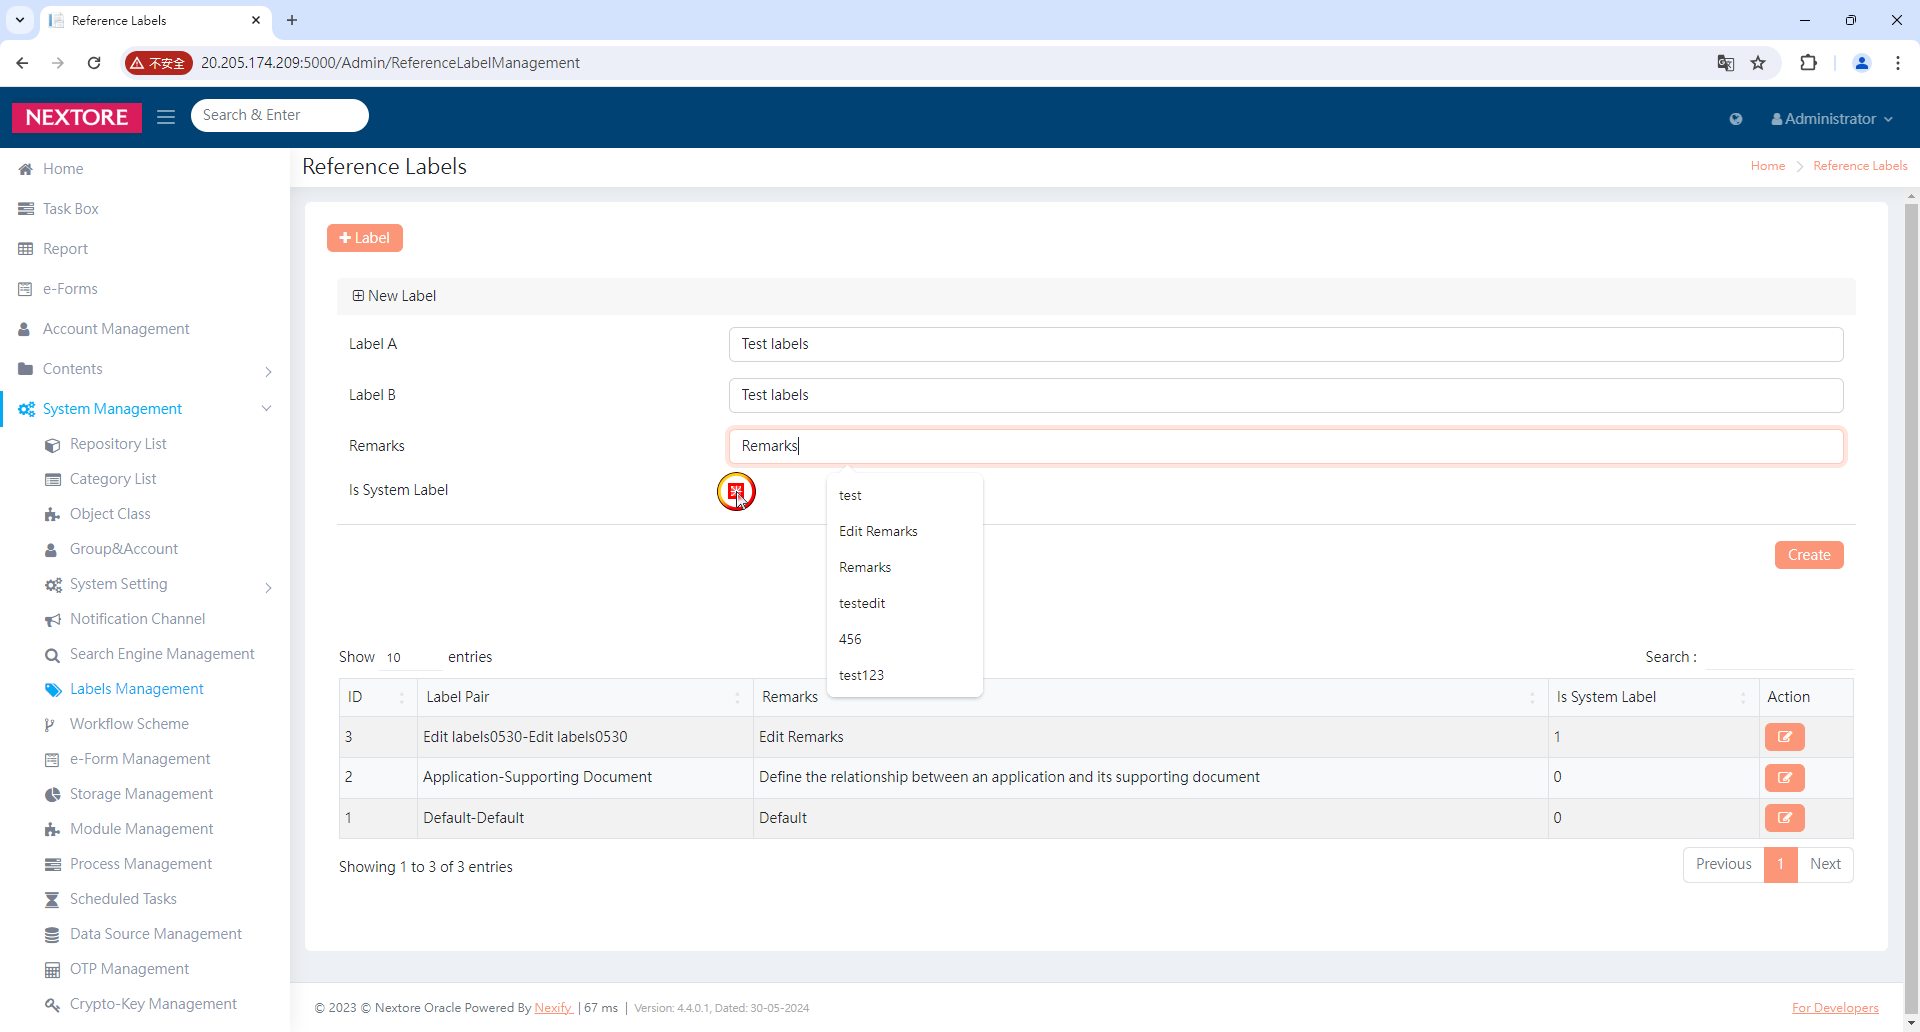 Reference Labels
不安全 20.205.174.209:5000/Admin/ReferenceLabelManagement
NEXTORE Search & Enter Administrator
Home
Task Box
Report
e-Forms
Account Management
Contents
System Management
Repository List
Category List
Object Class
Group&Account
System Setting
Notification Channel
Search Engine Management
Labels Management
Workflow Scheme
e-Form Management
Storage Management
Module Management
Process Management
Scheduled Tasks
Data Source Management
OTP Management
Crypto-Key Management
Reference Labels
Home Reference Labels
Label
New Label
Label A Test labels
Label B Test labels
Remarks Remarks
Is System Label
test
Edit Remarks
Remarks
testedit
456
test123
Create
Show 10 entries Search :
ID Label Pair Remarks Is System Label Action
3 Edit labels0530-Edit labels0530 Edit Remarks 1
2 Application-Supporting Document Define the relationship between an application and its supporting document 0
1 Default-Default Default 0
Showing 1 to 3 of 3 entries Previous 1 Next
© 2023 © Nextore Oracle Powered By Nexify | 67 ms | Version: 4.4.0.1, Dated: 30-05-2024 For Developers